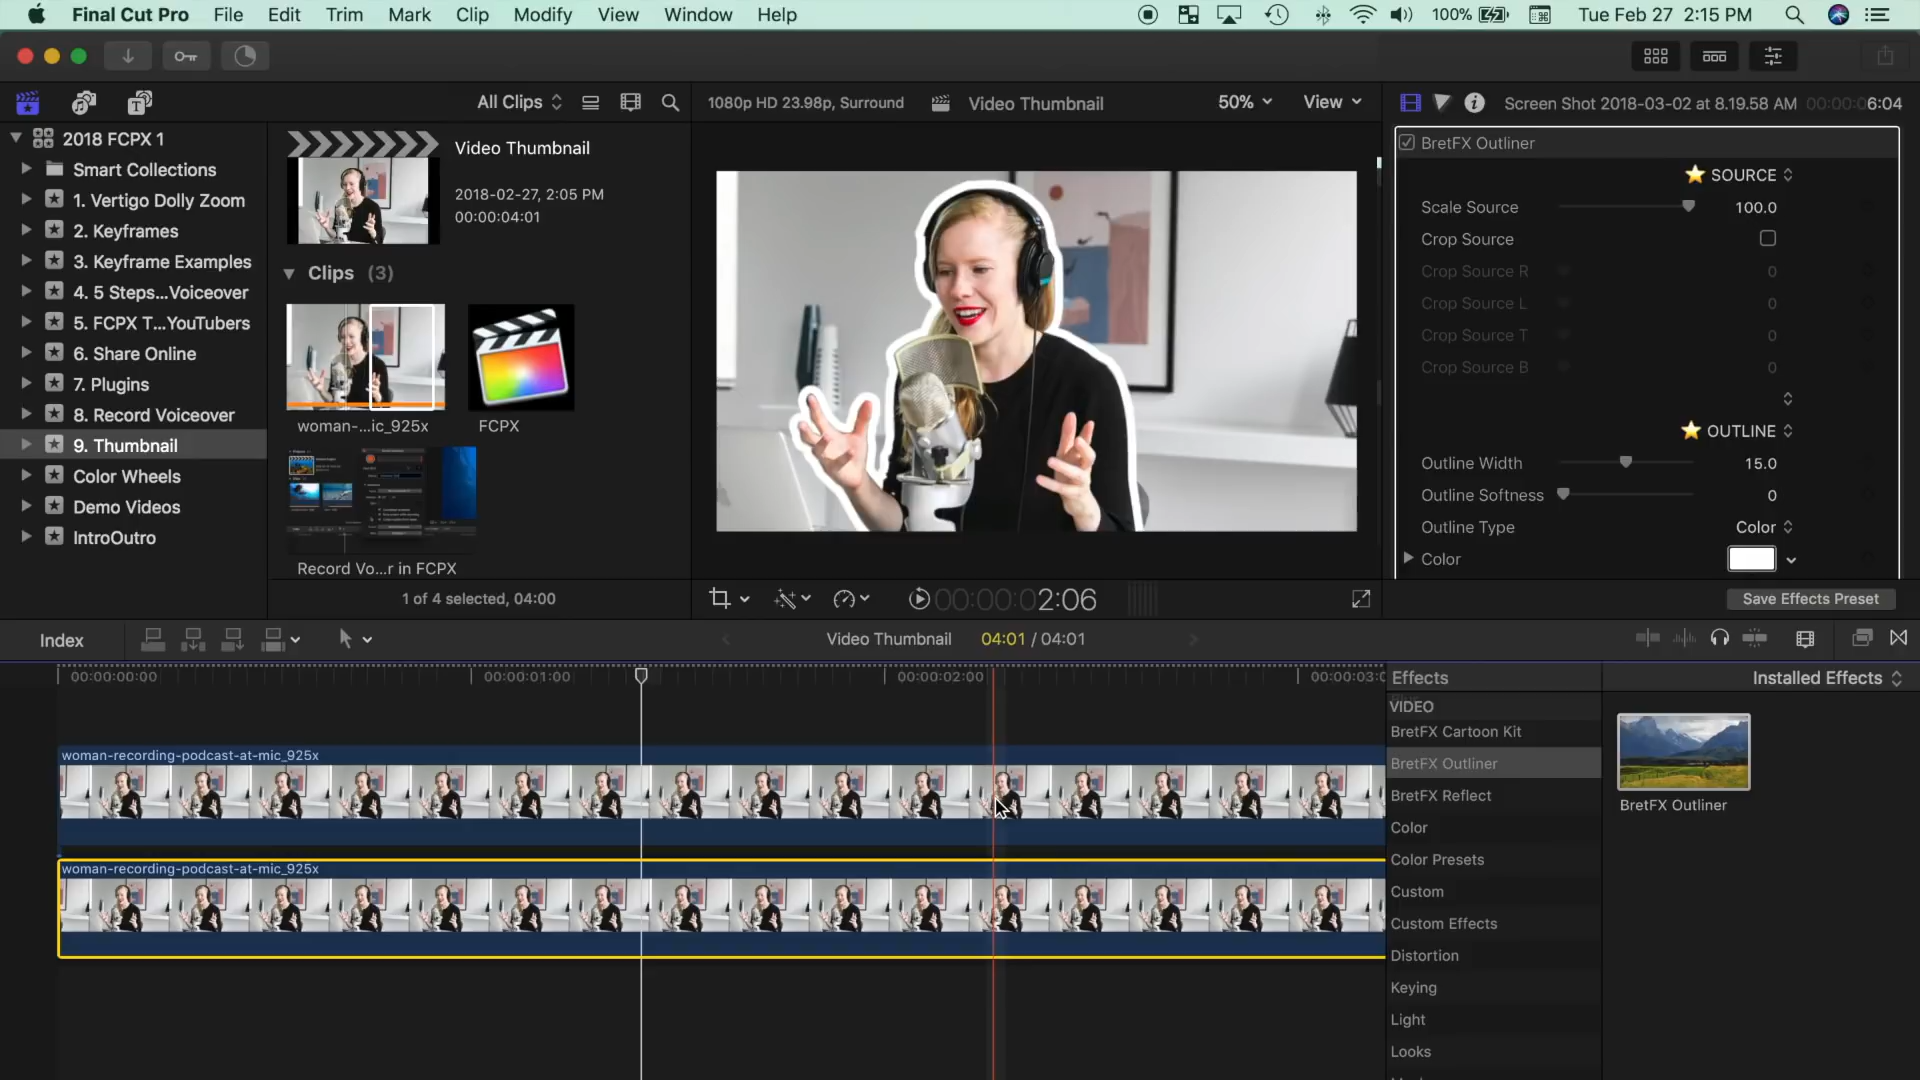 Final Cut Pro File Edit Trim Mark Clip Modify View Window Help 100% Tue Feb 27 2:15 PM
All Clips 1080p HD 23.98p, Surround Video Thumbnail 50% View Screen Shot 2018-03-02 at 8.19.58 AM 00:00:06:04
2018 FCPX 1
Smart Collections
1. Vertigo Dolly Zoom
2. Keyframes
3. Keyframe Examples
4. 5 Steps...Voiceover
5. FCPX T...YouTubers
6. Share Online
7. Plugins
8. Record Voiceover
9. Thumbnail
Color Wheels
Demo Videos
IntroOutro
Video Thumbnail
2018-02-27, 2:05 PM
00:00:04:01
Clips (3)
woman-...ic_925x
FCPX
Record Vo...r in FCPX
1 of 4 selected, 04:00
00:00:02:06
BretFX Outliner
SOURCE
Scale Source 100.0
Crop Source
Crop Source R 0
Crop Source L 0
Crop Source T 0
Crop Source B 0
OUTLINE
Outline Width 15.0
Outline Softness 0
Outline Type Color
Color
Save Effects Preset
Index Video Thumbnail 04:01 / 04:01
00:00:00:00 00:00:01:00 00:00:02:00 00:00:03:0
woman-recording-podcast-at-mic_925x
woman-recording-podcast-at-mic_925x
Effects Installed Effects
VIDEO
BretFX Cartoon Kit
BretFX Outliner
BretFX Reflect
Color
Color Presets
Custom
Custom Effects
Distortion
Keying
Light
Looks
BretFX Outliner